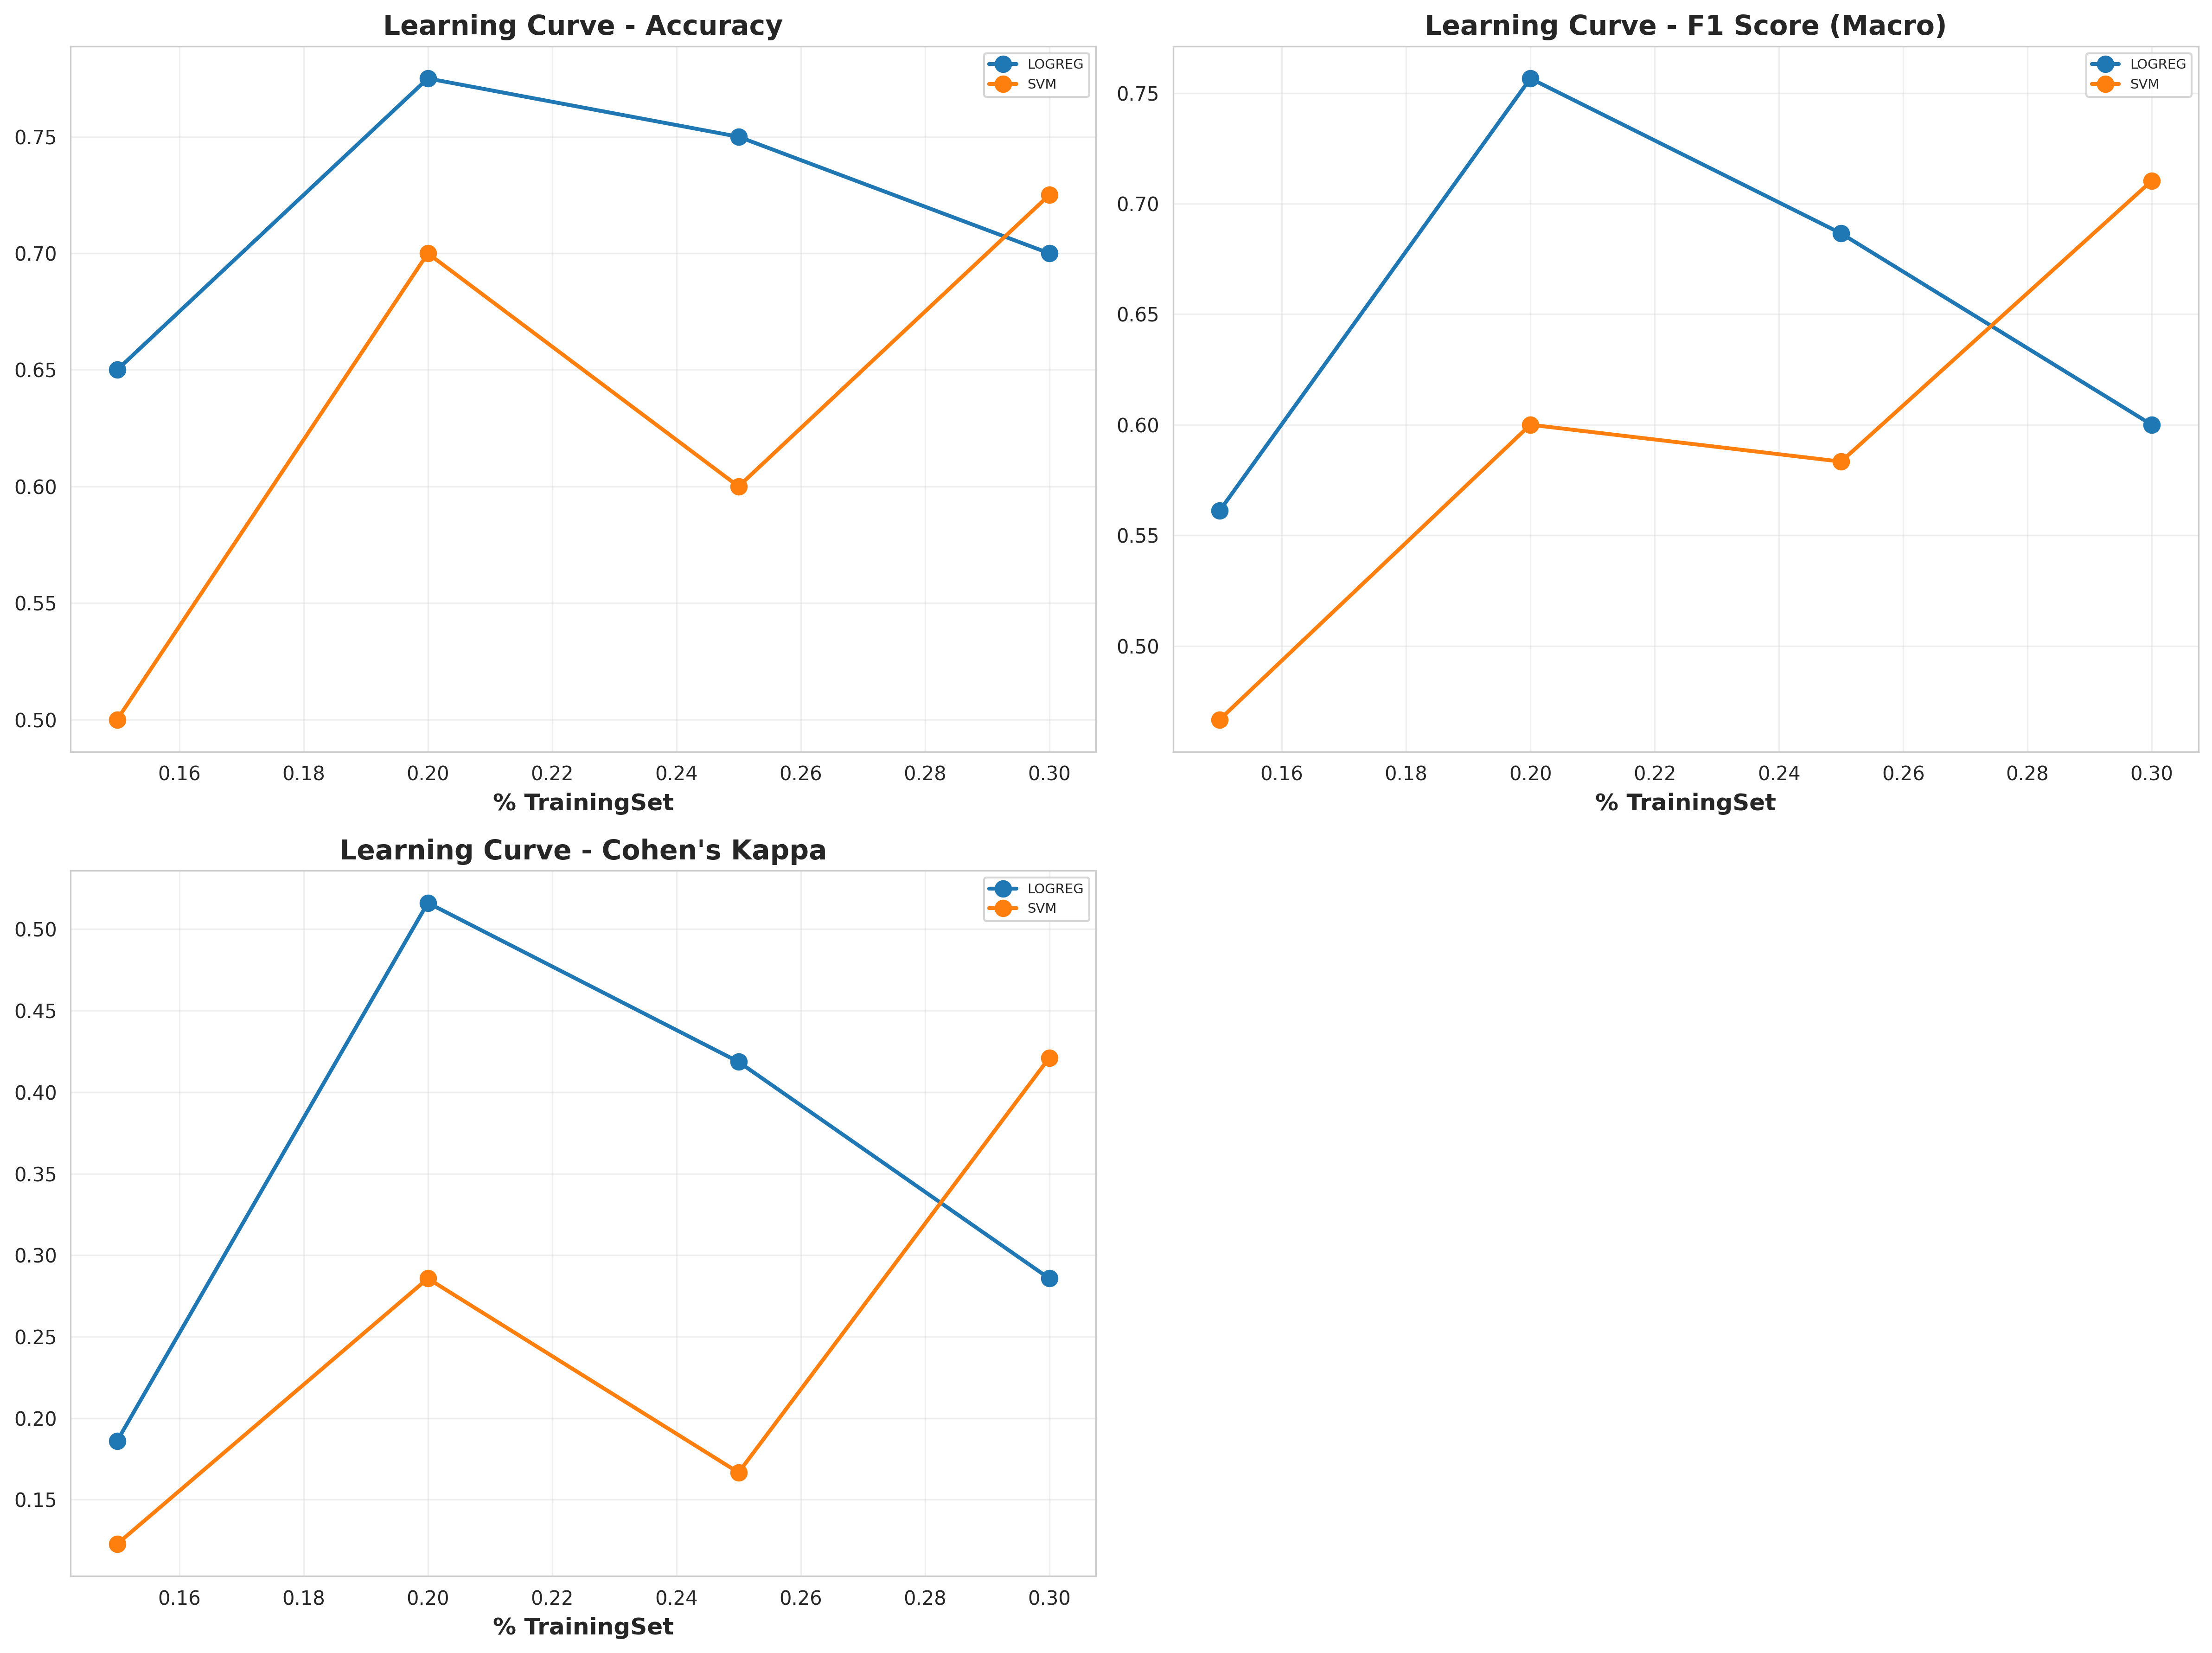 Learning Curve - Accuracy
LOGREG
SVM
0.75
0.70
0.65
0.60
0.55
0.50
0.16 0.18 0.20 0.22 0.24 0.26 0.28 0.30
% TrainingSet
Learning Curve - F1 Score (Macro)
LOGREG
SVM
0.75
0.70
0.65
0.60
0.55
0.50
0.16 0.18 0.20 0.22 0.24 0.26 0.28 0.30
% TrainingSet
Learning Curve - Cohen's Kappa
LOGREG
SVM
0.50
0.45
0.40
0.35
0.30
0.25
0.20
0.15
0.16 0.18 0.20 0.22 0.24 0.26 0.28 0.30
% TrainingSet